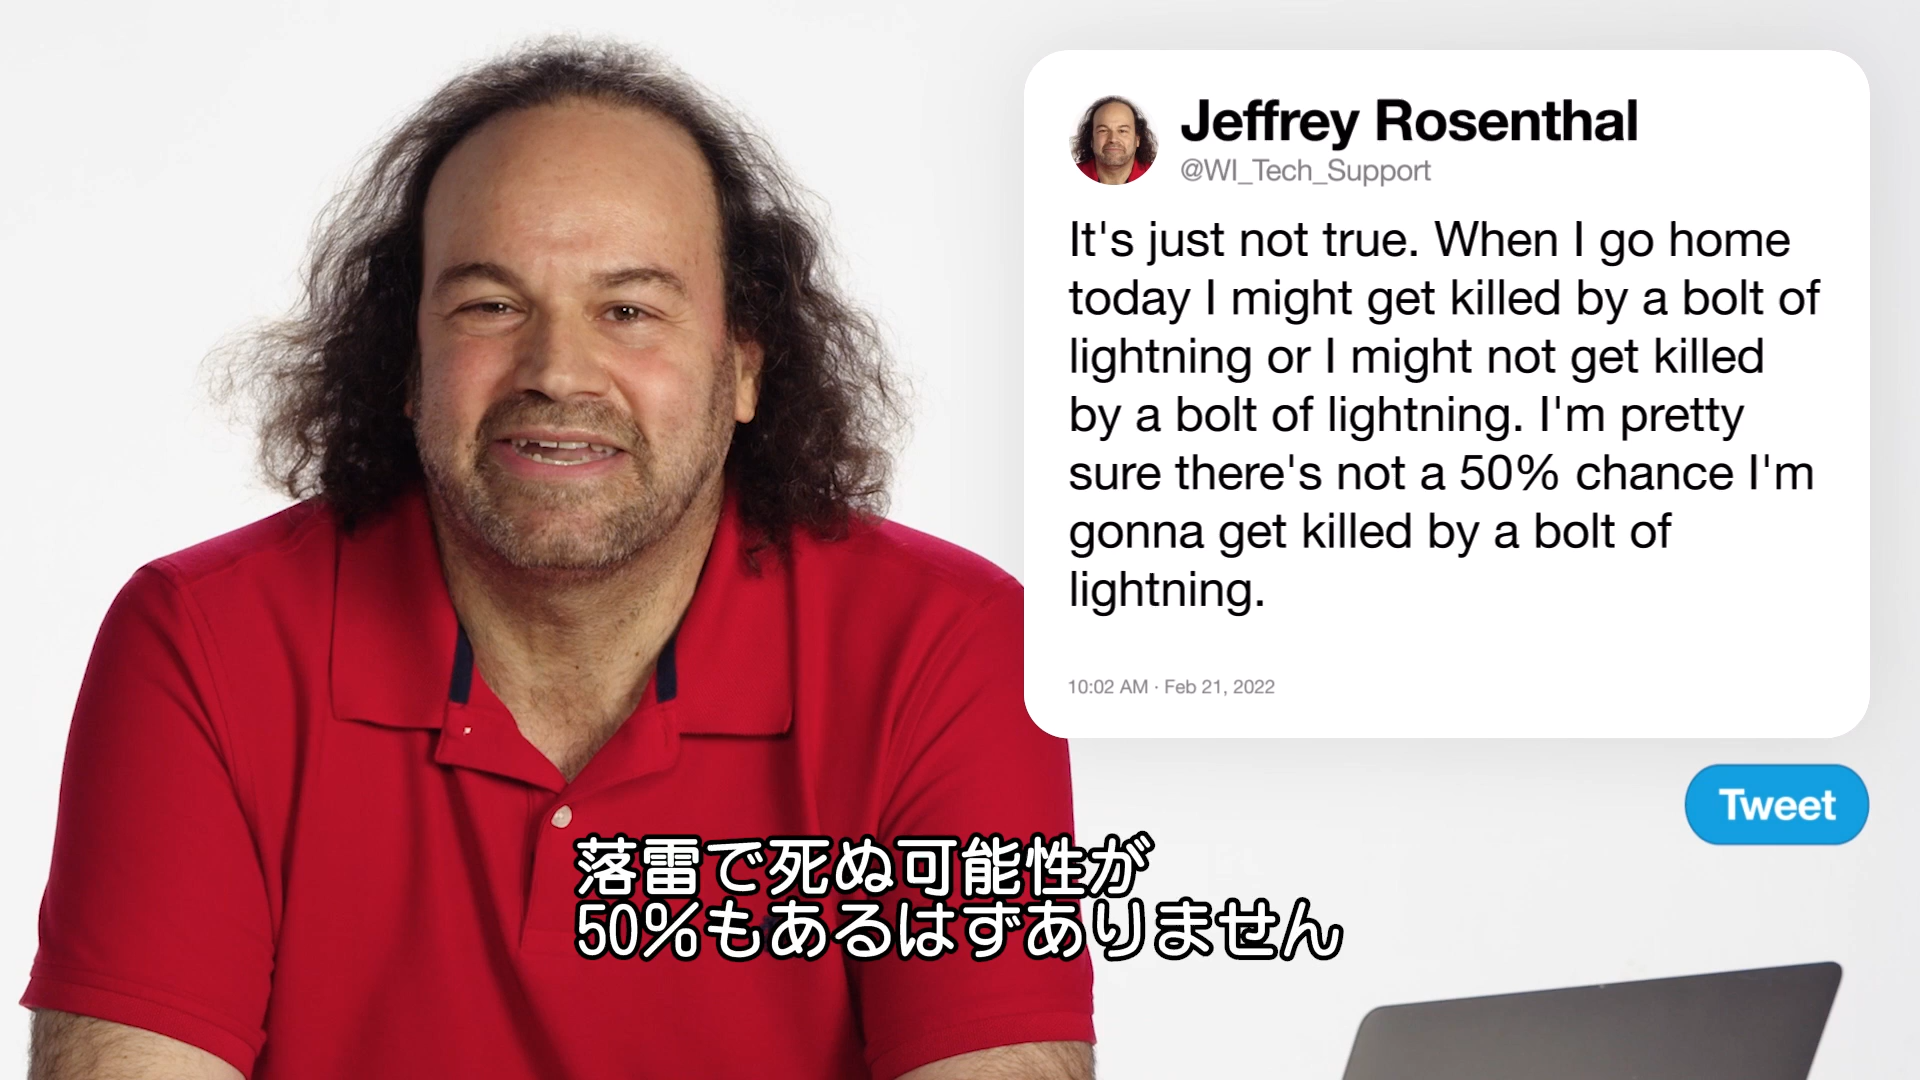 Jeffrey Rosenthal
@WI_Tech_Support
It's just not true. When I go home
today I might get killed by a bolt of
lightning or I might not get killed
by a bolt of lightning. I'm pretty
sure there's not a 50% chance I'm
gonna get killed by a bolt of
lightning.
10:02 AM · Feb 21, 2022
Tweet
落雷で死ぬ可能性が
50%もあるはずありません